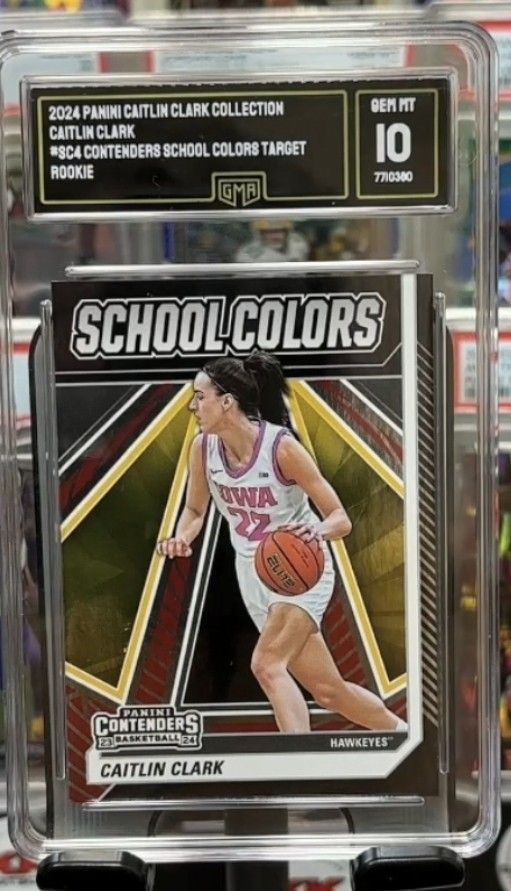 2024 PANINI CAITLIN CLARK COLLECTION
CAITLIN CLARK
#SC4 CONTENDERS SCHOOL COLORS TARGET
ROOKIE
GEM MT
10
7710380
GMA
SCHOOL COLORS
IOWA
22
ELITE
PANINI
CONTENDERS
23 BASKETBALL 24
HAWKEYES™
CAITLIN CLARK